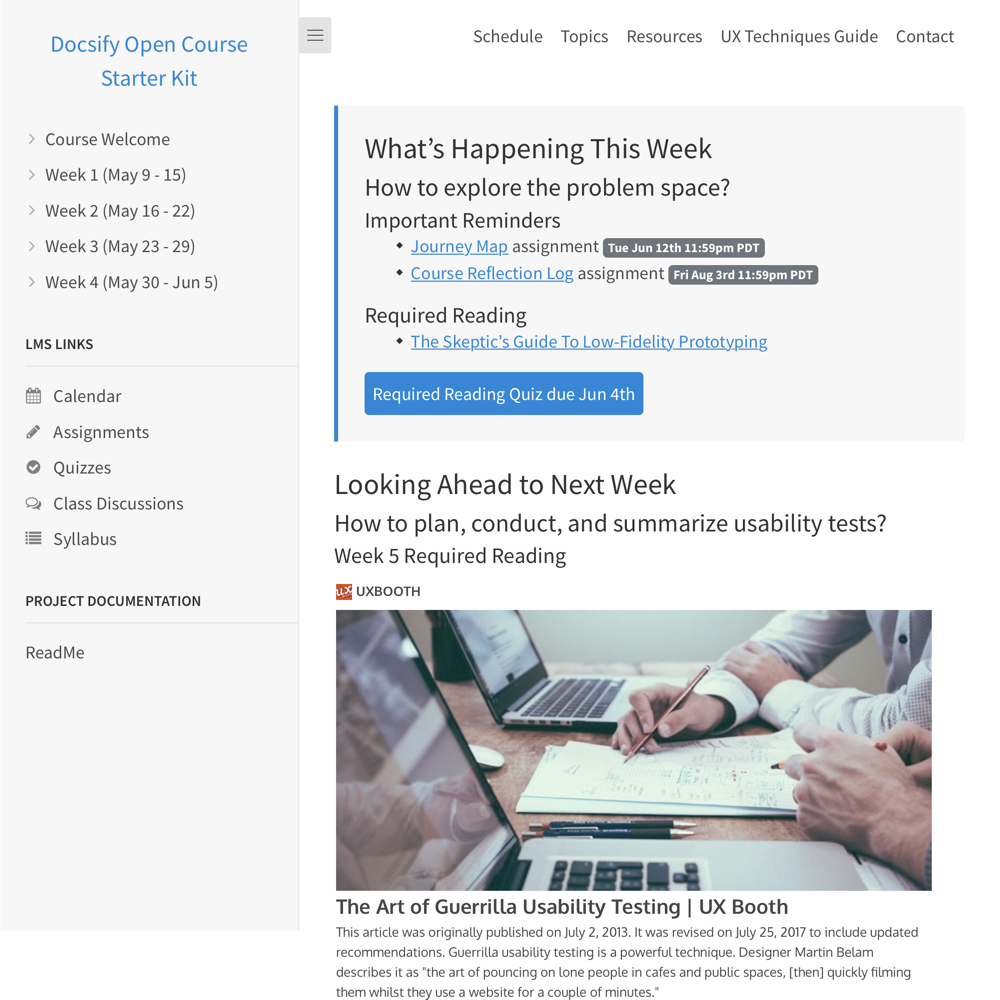 Docsify Open Course
Starter Kit
Course Welcome
Week 1 (May 9 - 15)
Week 2 (May 16 - 22)
Week 3 (May 23 - 29)
Week 4 (May 30 - Jun 5)
LMS LINKS
Calendar
Assignments
Quizzes
Class Discussions
Syllabus
PROJECT DOCUMENTATION
ReadMe
Schedule Topics Resources UX Techniques Guide Contact
What’s Happening This Week
How to explore the problem space?
Important Reminders
Journey Map assignment Tue Jun 12th 11:59pm PDT
Course Reflection Log assignment Fri Aug 3rd 11:59pm PDT
Required Reading
The Skeptic’s Guide To Low-Fidelity Prototyping
Required Reading Quiz due Jun 4th
Looking Ahead to Next Week
How to plan, conduct, and summarize usability tests?
Week 5 Required Reading
UX UXBOOTH
The Art of Guerrilla Usability Testing | UX Booth
This article was originally published on July 2, 2013. It was revised on July 25, 2017 to include updated
recommendations. Guerrilla usability testing is a powerful technique. Designer Martin Belam
describes it as "the art of pouncing on lone people in cafes and public spaces, [then] quickly filming
them whilst they use a website for a couple of minutes."